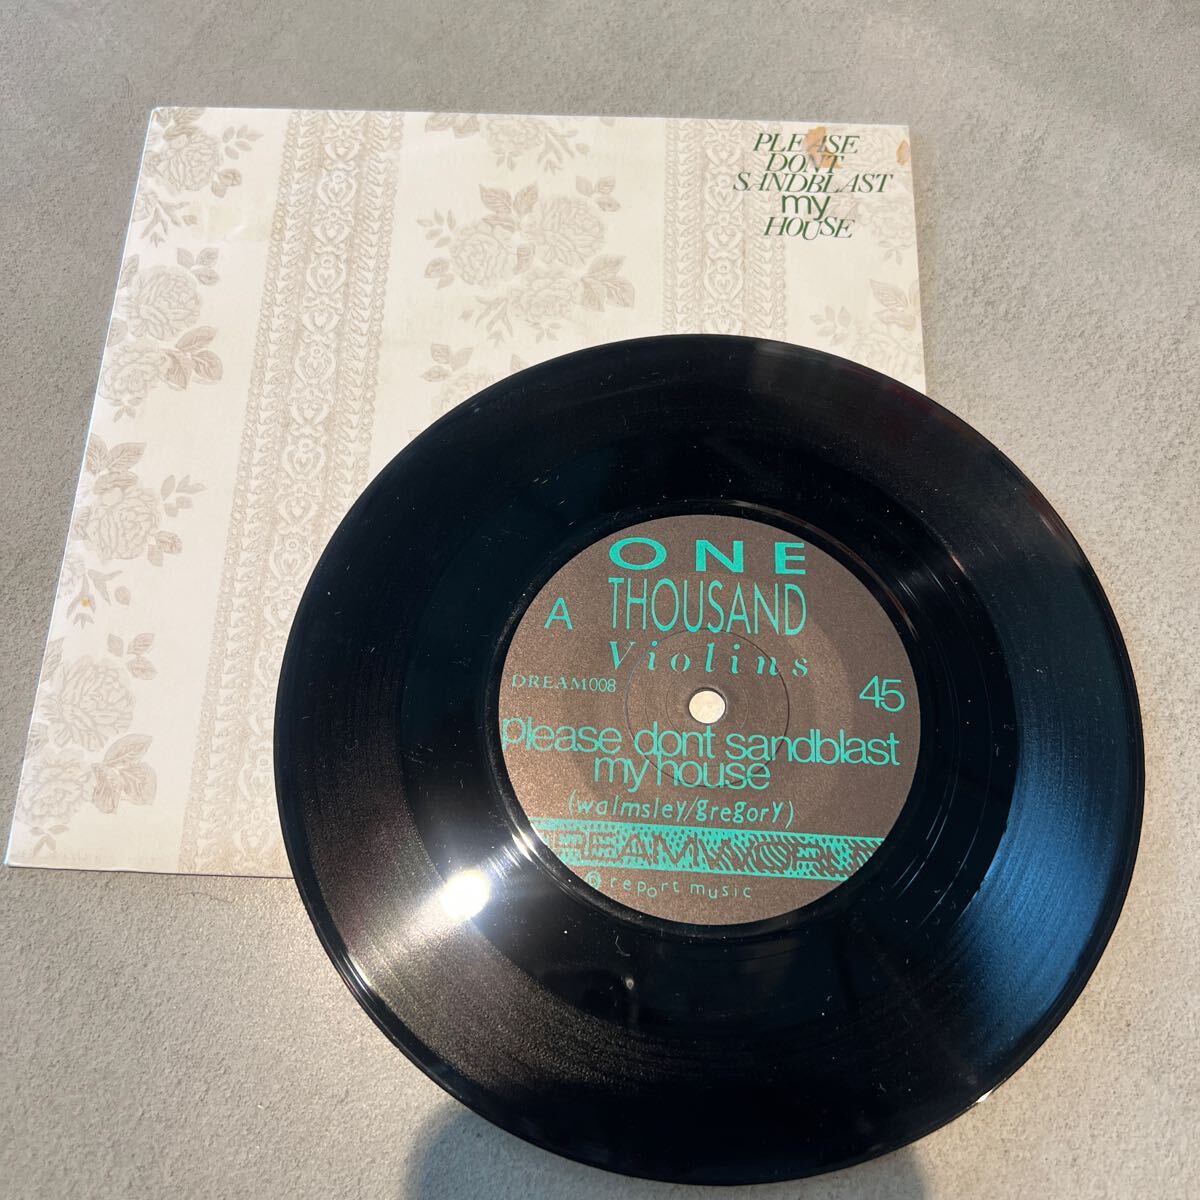 PLEASE
DONT
SANDBLAST
my
HOUSE
ONE
THOUSAND
Violins
A
DREAM008
45
please dont sandblast
my house
(walmsley/gregory)
DREAMWORLD
℗ report music